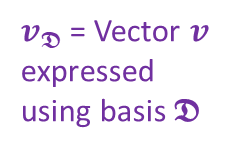 𝒗𝕯 = Vector 𝒗
expressed
using basis 𝕯